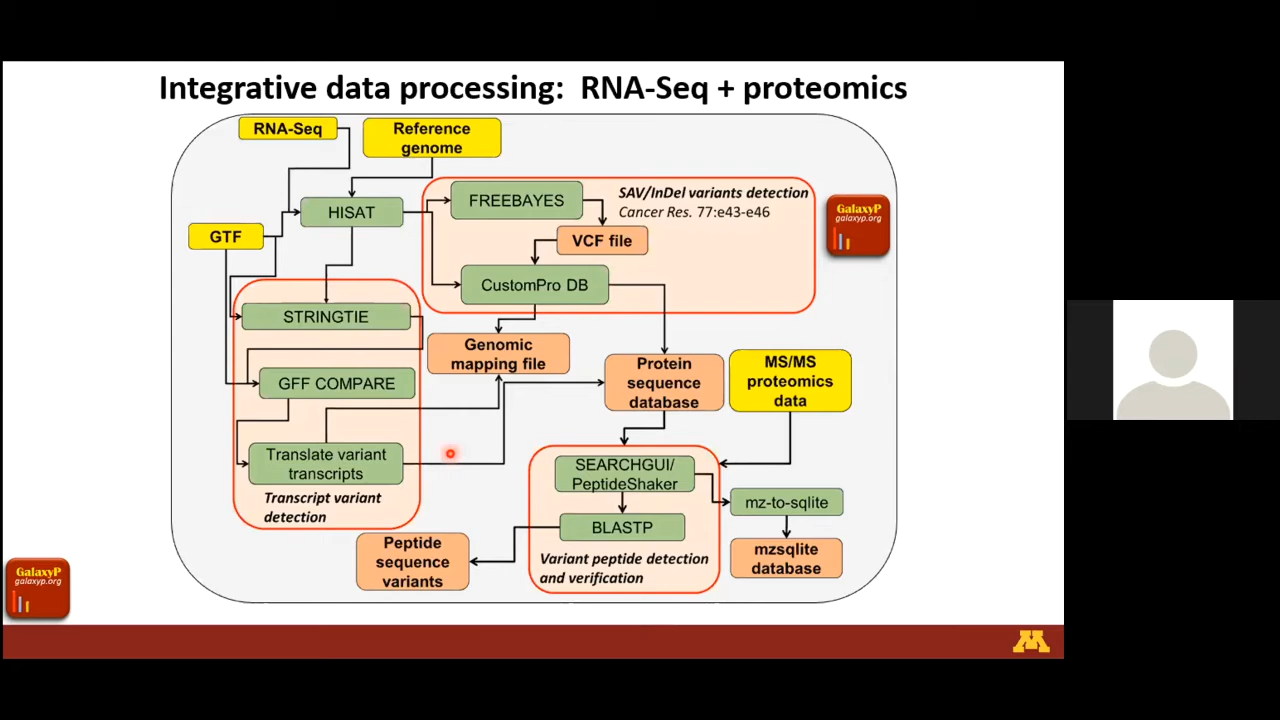 Integrative data processing: RNA-Seq + proteomics
RNA-Seq
Reference
genome
HISAT
GTF
FREEBAYES
SAV/InDel variants detection
Cancer Res. 77:e43-e46
VCF file
CustomPro DB
GalaxyP
galaxyp.org
STRINGTIE
GFF COMPARE
Translate variant
transcripts
Transcript variant
detection
Genomic
mapping file
Protein
sequence
database
MS/MS
proteomics
data
SEARCHGUI/
PeptideShaker
BLASTP
Variant peptide detection
and verification
mz-to-sqlite
mzsqlite
database
Peptide
sequence
variants
GalaxyP
galaxyp.org
M